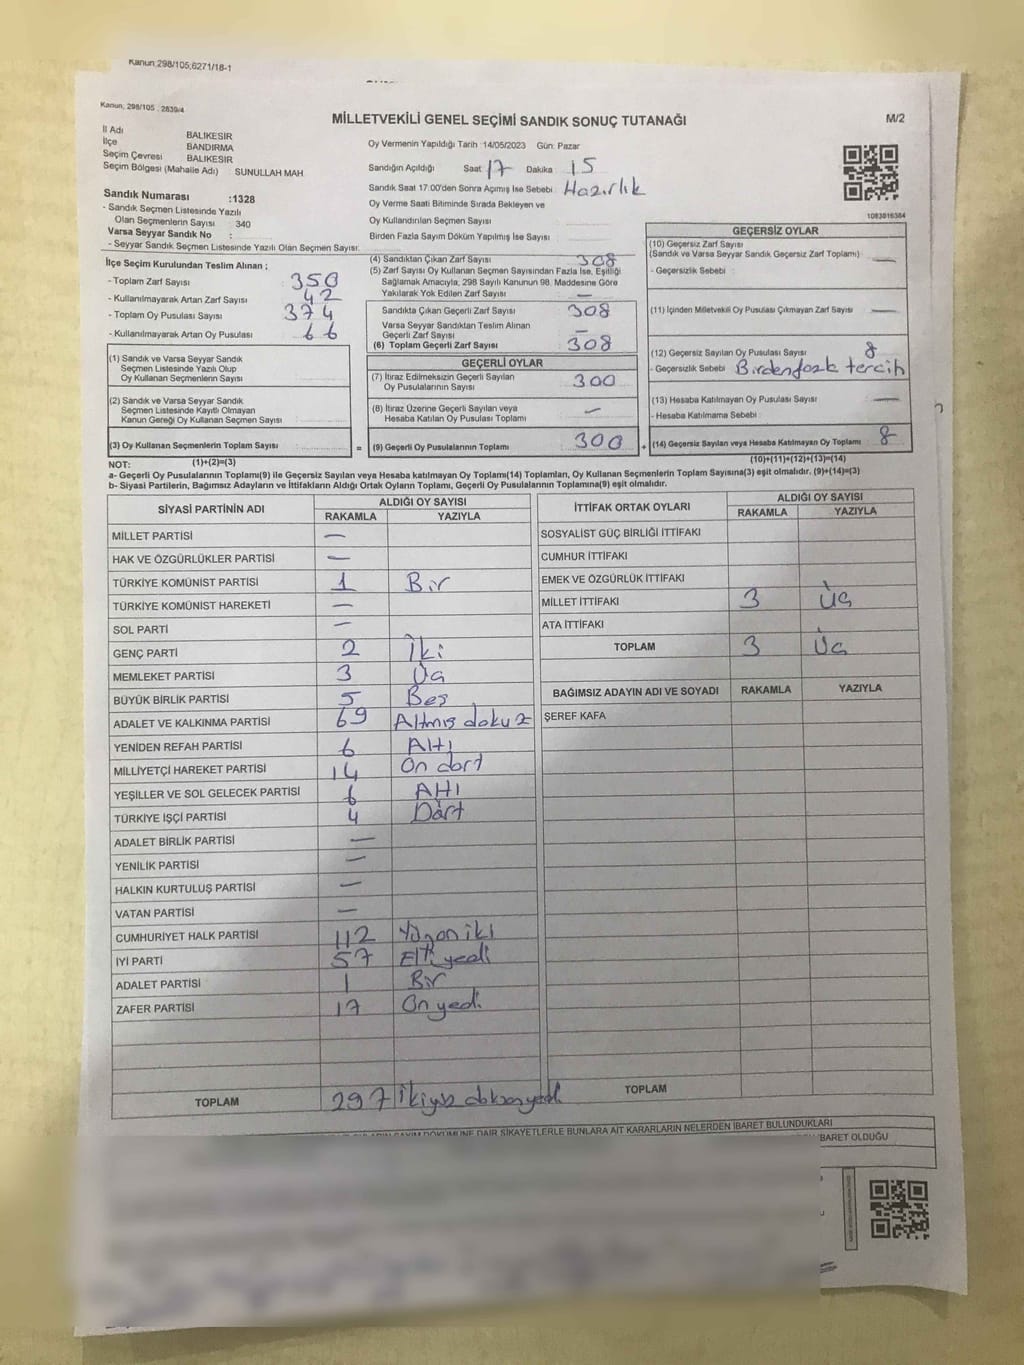 Kanun;298/105;6271/18-1
Kanun, 298/105 , 2839/4
MİLLETVEKİLİ GENEL SEÇİMİ SANDIK SONUÇ TUTANAĞI
M/2
İl Adı BALIKESİR
İlçe BANDIRMA
Seçim Çevresi BALIKESİR
Seçim Bölgesi (Mahalle Adı) SUNULLAH MAH.
Oy Vermenin Yapıldığı Tarih :14/05/2023 Gün: Pazar
Sandığın Açıldığı Saat 17 Dakika 15
Sandık Saat 17.00'den Sonra Açılmış İse Sebebi : Hazırlık
Oy Verme Saati Bitiminde Sırada Bekleyen ve
Oy Kullandırılan Seçmen Sayısı
Birden Fazla Sayım Döküm Yapılmış İse Sayısı
1083816384
Sandık Numarası :1328
- Sandık Seçmen Listesinde Yazılı
Olan Seçmenlerin Sayısı : 340
Varsa Seyyar Sandık No :
- Seyyar Sandık Seçmen Listesinde Yazılı Olan Seçmen Sayısı:
İlçe Seçim Kurulundan Teslim Alınan ;
- Toplam Zarf Sayısı : 350
- Kullanılmayarak Artan Zarf Sayısı : 42
- Toplam Oy Pusulası Sayısı : 374
- Kullanılmayarak Artan Oy Pusulası : 66
(1) Sandık ve Varsa Seyyar Sandık
Seçmen Listesinde Yazılı Olup
Oy Kullanan Seçmenlerin Sayısı :
(2) Sandık ve Varsa Seyyar Sandık
Seçmen Listesinde Kayıtlı Olmayan
Kanun Gereği Oy Kullanan Seçmen Sayısı :
(3) Oy Kullanan Seçmenlerin Toplam Sayısı :
=
(1)+(2)=(3)
(4) Sandıktan Çıkan Zarf Sayısı : 308
(5) Zarf Sayısı Oy Kullanan Seçmen Sayısından Fazla İse, Eşitliği
Sağlamak Amacıyla; 298 Sayılı Kanunun 98. Maddesine Göre
Yakılarak Yok Edilen Zarf Sayısı : —
Sandıkta Çıkan Geçerli Zarf Sayısı : 308
Varsa Seyyar Sandıktan Teslim Alınan
Geçerli Zarf Sayısı : —
(6) Toplam Geçerli Zarf Sayısı : 308
GEÇERLİ OYLAR
(7) İtiraz Edilmeksizin Geçerli Sayılan
Oy Pusulalarının Sayısı : 300
(8) İtiraz Üzerine Geçerli Sayılan veya
Hesaba Katılan Oy Pusulası Toplamı : —
(9) Geçerli Oy Pusulalarının Toplamı : 300
+
GEÇERSİZ OYLAR
(10) Geçersiz Zarf Sayısı
(Sandık ve Varsa Seyyar Sandık Geçersiz Zarf Toplamı) : —
- Geçersizlik Sebebi :
(11) İçinden Milletvekili Oy Pusulası Çıkmayan Zarf Sayısı : —
(12) Geçersiz Sayılan Oy Pusulası Sayısı : 8
- Geçersizlik Sebebi : Birdenfazla tercih
(13) Hesaba Katılmayan Oy Pusulası Sayısı : —
- Hesaba Katılmama Sebebi :
(14) Geçersiz Sayılan veya Hesaba Katılmayan Oy Toplamı : 8
(10)+(11)+(12)+(13)=(14)
NOT:
a- Geçerli Oy Pusulalarının Toplamı(9) ile Geçersiz Sayılan veya Hesaba katılmayan Oy Toplamı(14) Toplamları, Oy Kullanan Seçmenlerin Toplam Sayısına(3) eşit olmalıdır. (9)+(14)=(3)
b- Siyasi Partilerin, Bağımsız Adayların ve İttifakların Aldığı Ortak Oyların Toplamı, Geçerli Oy Pusulalarının Toplamına(9) eşit olmalıdır.
SİYASİ PARTİNİN ADI
ALDIĞI OY SAYISI
RAKAMLA YAZIYLA
MİLLET PARTİSİ —
HAK VE ÖZGÜRLÜKLER PARTİSİ —
TÜRKİYE KOMÜNİST PARTİSİ 1 Bir
TÜRKİYE KOMÜNİST HAREKETİ —
SOL PARTİ —
GENÇ PARTİ 2 İki
MEMLEKET PARTİSİ 3 Üç
BÜYÜK BİRLİK PARTİSİ 5 Beş
ADALET VE KALKINMA PARTİSİ 69 Altmış dokuz
YENİDEN REFAH PARTİSİ 6 Altı
MİLLİYETÇİ HAREKET PARTİSİ 14 On dört
YEŞİLLER VE SOL GELECEK PARTİSİ 6 Altı
TÜRKİYE İŞÇİ PARTİSİ 4 Dört
ADALET BİRLİK PARTİSİ —
YENİLİK PARTİSİ —
HALKIN KURTULUŞ PARTİSİ —
VATAN PARTİSİ —
CUMHURİYET HALK PARTİSİ 112 Yüzon iki
İYİ PARTİ 57 Elli yedi
ADALET PARTİSİ 1 Bir
ZAFER PARTİSİ 17 On yedi
TOPLAM 297 İkiyüz doksanyedi
İTTİFAK ORTAK OYLARI
ALDIĞI OY SAYISI
RAKAMLA YAZIYLA
SOSYALİST GÜÇ BİRLİĞİ İTTİFAKI
CUMHUR İTTİFAKI
EMEK VE ÖZGÜRLÜK İTTİFAKI
MİLLET İTTİFAKI 3 Üç
ATA İTTİFAKI
TOPLAM 3 Üç
BAĞIMSIZ ADAYIN ADI VE SOYADI RAKAMLA YAZIYLA
ŞEREF KAFA
TOPLAM
DÖKÜMÜNE DAİR ŞİKAYETLERLE BUNLARA AİT KARARLARIN NELERDEN İBARET BULUNDUKLARI
İBARET OLDUĞU